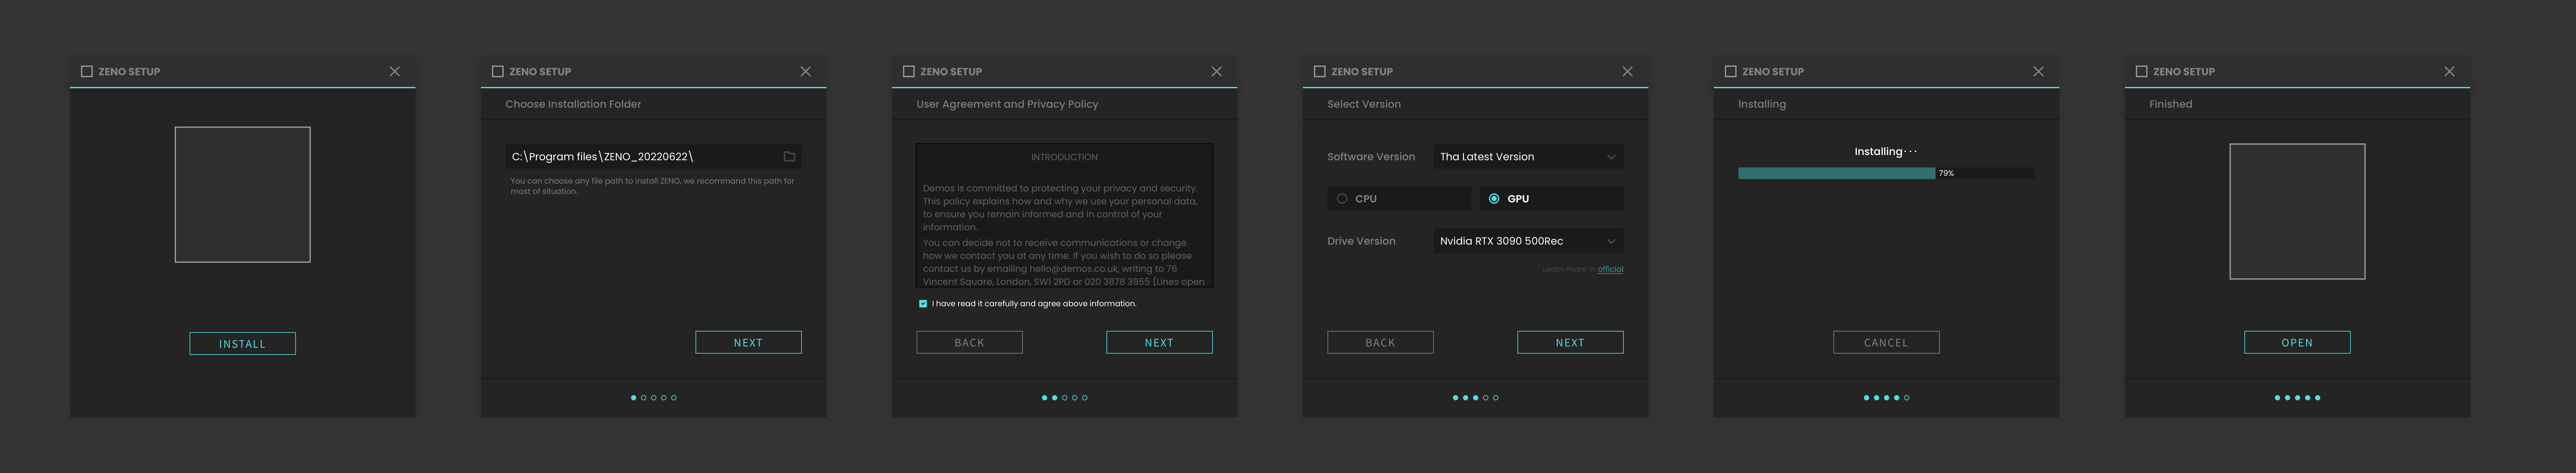 ZENO SETUP
INSTALL
ZENO SETUP
Choose Installation Folder
C:\Program files\ZENO_20220622\
You can choose any file path to install ZENO, we recommand this path for
most of situation.
NEXT
ZENO SETUP
User Agreement and Privacy Policy
INTRODUCTION
Demos is committed to protecting your privacy and security.
This policy explains how and why we use your personal data,
to ensure you remain informed and in control of your
information.
You can decide not to receive communications or change
how we contact you at any time. If you wish to do so please
contact us by emailing hello@demos.co.uk, writing to 76
Vincent Square, London, SW1 2PD or 020 3878 3955 (Lines open
I have read it carefully and agree above information.
BACK
NEXT
ZENO SETUP
Select Version
Software Version
Tha Latest Version
CPU
GPU
Drive Version
Nvidia RTX 3090 500Rec
Learn more in official
BACK
NEXT
ZENO SETUP
Installing
Installing···
79%
CANCEL
ZENO SETUP
Finished
OPEN